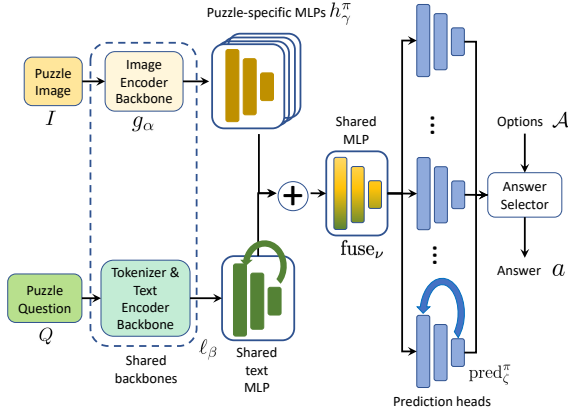 Puzzle-specific MLPs $h_\gamma^\pi$
Puzzle
Image
$I$
Image
Encoder
Backbone
$g_\alpha$
Shared
MLP
$\text{fuse}_\nu$
Options $\mathcal{A}$
Answer
Selector
Answer $a$
Puzzle
Question
$Q$
Tokenizer &
Text
Encoder
Backbone
$\ell_\beta$
Shared
backbones
Shared
text
MLP
+
...
...
$\text{pred}_\zeta^\pi$
Prediction heads